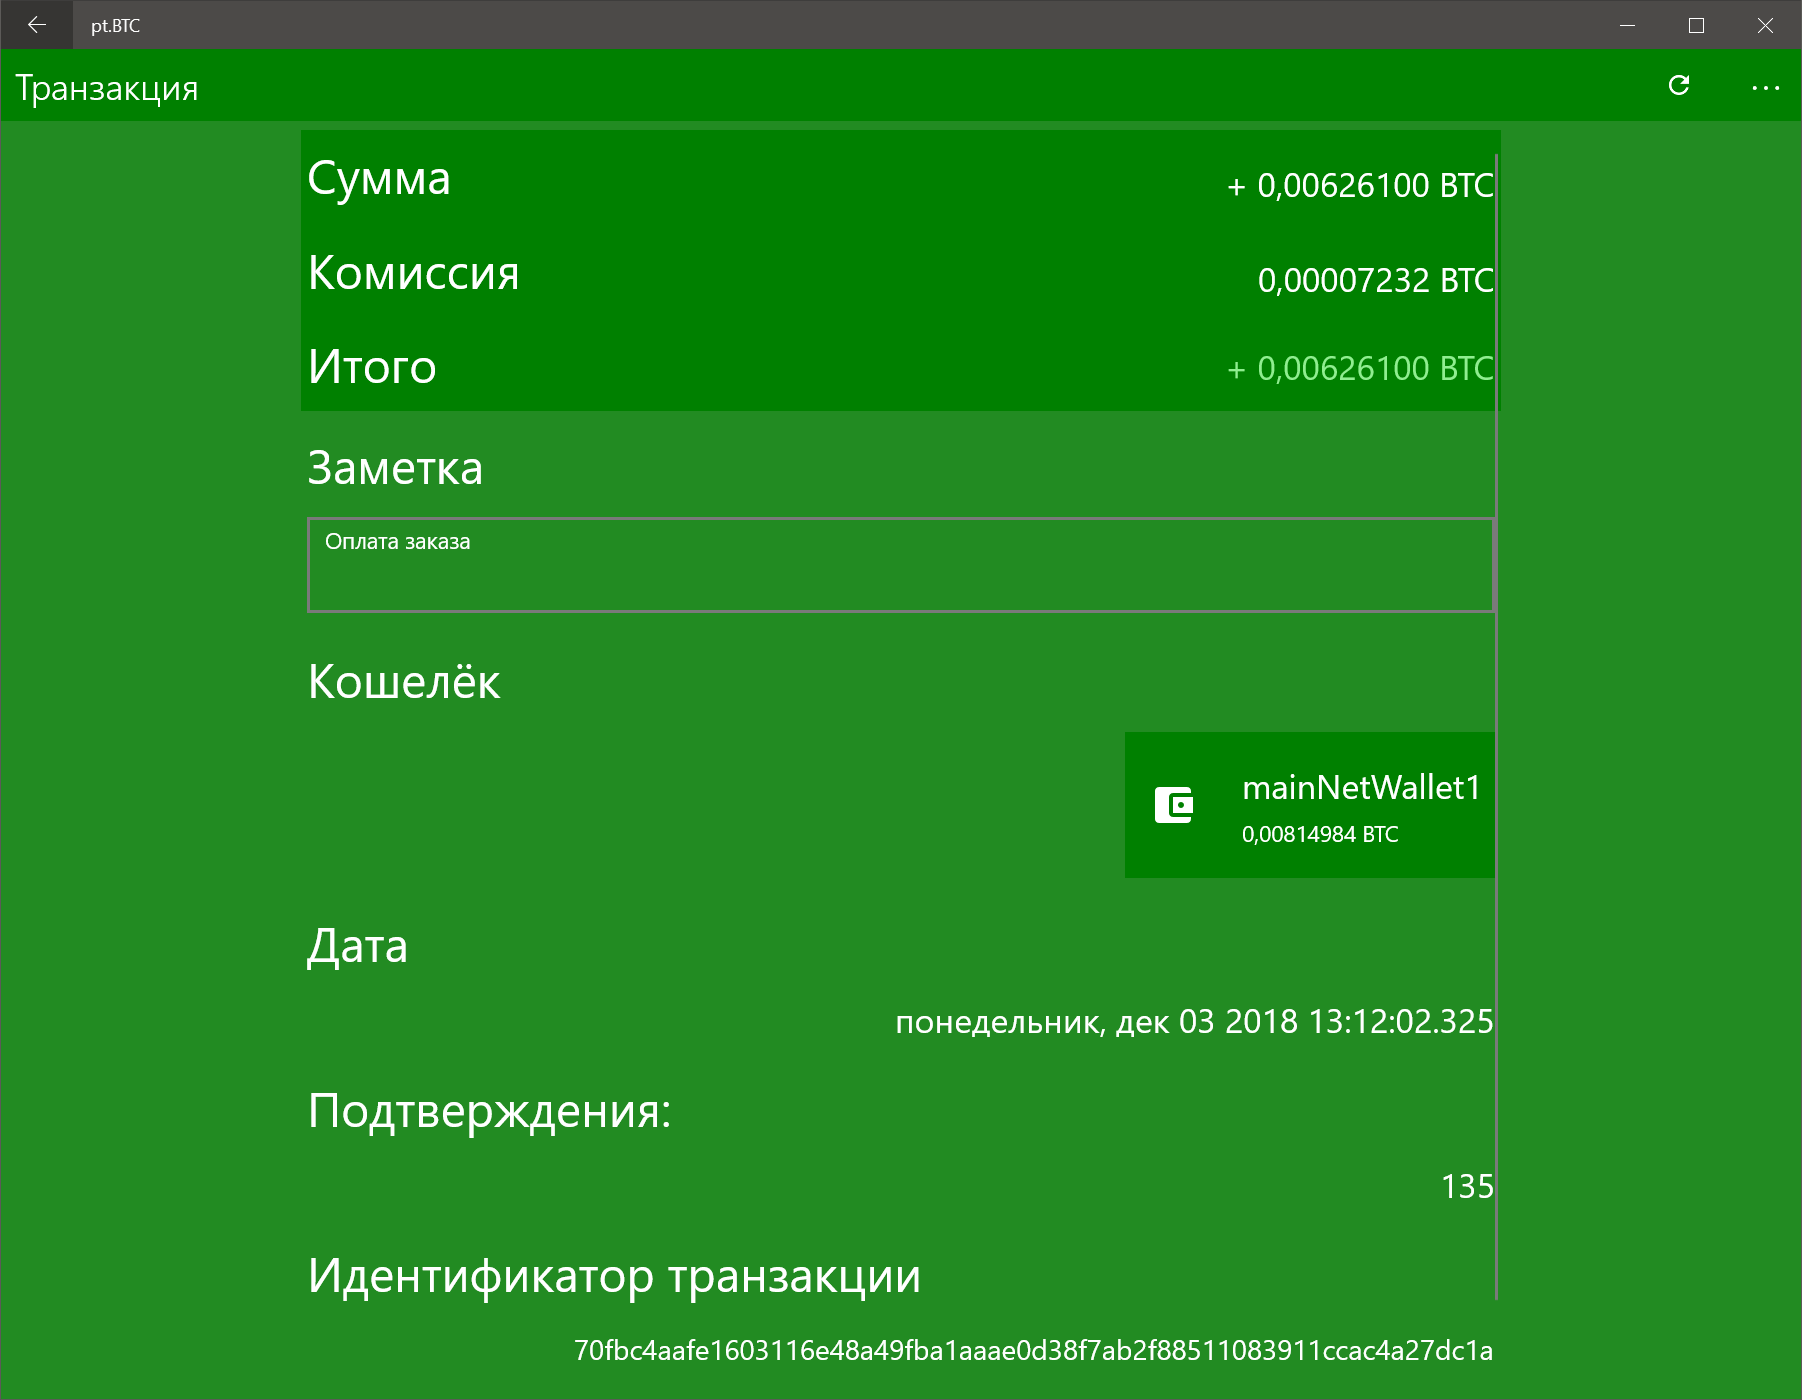 pt.BTC
Транзакция
Сумма
+ 0,00626100 BTC
Комиссия
0,00007232 BTC
Итого
+ 0,00626100 BTC
Заметка
Оплата заказа
Кошелёк
mainNetWallet1
0,00814984 BTC
Дата
понедельник, дек 03 2018 13:12:02.325
Подтверждения:
135
Идентификатор транзакции
70fbc4aafe1603116e48a49fba1aaae0d38f7ab2f88511083911ccac4a27dc1a